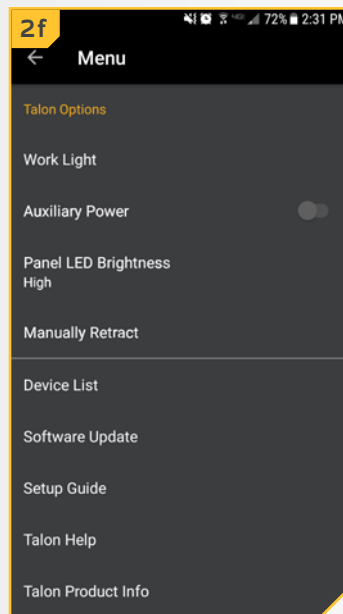 2f
72% 2:31 PM
Menu
Talon Options
Work Light
Auxiliary Power
Panel LED Brightness
High
Manually Retract
Device List
Software Update
Setup Guide
Talon Help
Talon Product Info